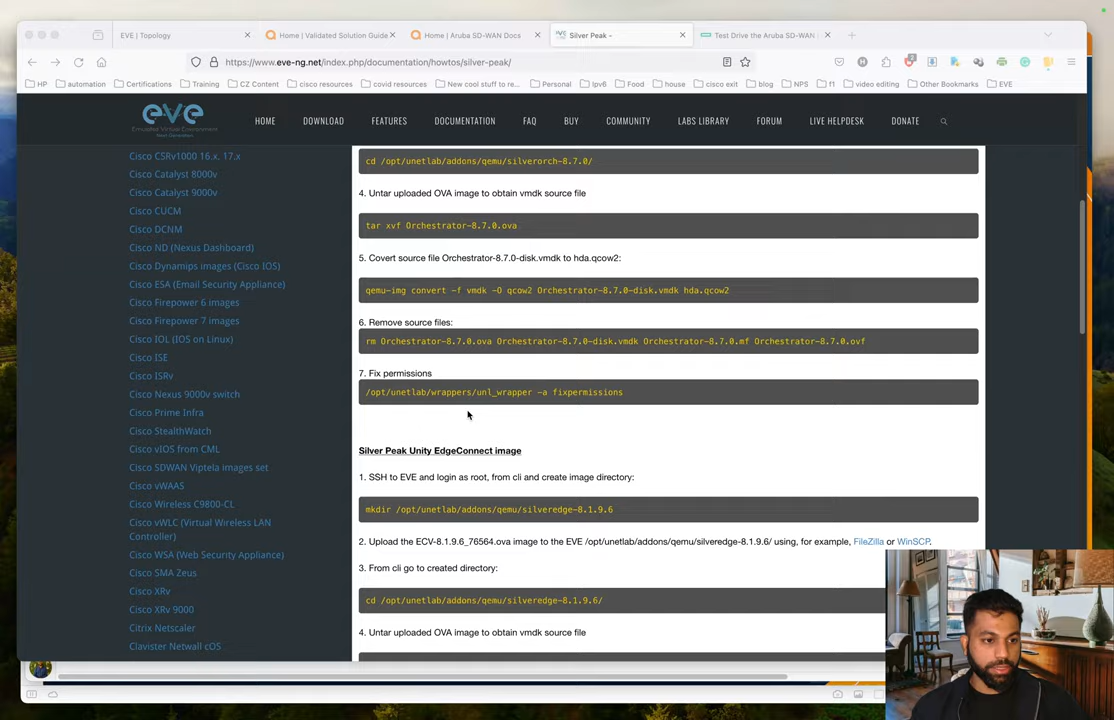 EVE | Topology
Home | Validated Solution Guide
Home | Aruba SD-WAN Docs
Silver Peak -
Test Drive the Aruba SD-WAN
https://www.eve-ng.net/index.php/documentation/howtos/silver-peak/
HP
automation
Certifications
Training
CZ Content
cisco resources
covid resources
New cool stuff to re...
Personal
Ipv6
Food
house
cisco exit
blog
NPS
f1
video editing
Other Bookmarks
EVE
eve
Emulated Virtual Environment
Next Generation
HOME
DOWNLOAD
FEATURES
DOCUMENTATION
FAQ
BUY
COMMUNITY
LABS LIBRARY
FORUM
LIVE HELPDESK
DONATE
Cisco CSRv1000 16.x, 17.x
Cisco Catalyst 8000v
Cisco Catalyst 9000v
Cisco CUCM
Cisco DCNM
Cisco ND (Nexus Dashboard)
Cisco Dynamips images (Cisco IOS)
Cisco ESA (Email Security Appliance)
Cisco Firepower 6 images
Cisco Firepower 7 images
Cisco IOL (IOS on Linux)
Cisco ISE
Cisco ISRv
Cisco Nexus 9000v switch
Cisco Prime Infra
Cisco StealthWatch
Cisco vIOS from CML
Cisco SDWAN Viptela images set
Cisco vWAAS
Cisco Wireless C9800-CL
Cisco vWLC (Virtual Wireless LAN
Controller)
Cisco WSA (Web Security Appliance)
Cisco SMA Zeus
Cisco XRv
Cisco XRv 9000
Citrix Netscaler
Clavister Netwall cOS
cd /opt/unetlab/addons/qemu/silverorch-8.7.0/
4. Untar uploaded OVA image to obtain vmdk source file
tar xvf Orchestrator-8.7.0.ova
5. Covert source file Orchestrator-8.7.0-disk.vmdk to hda.qcow2:
qemu-img convert -f vmdk -O qcow2 Orchestrator-8.7.0-disk.vmdk hda.qcow2
6. Remove source files:
rm Orchestrator-8.7.0.ova Orchestrator-8.7.0-disk.vmdk Orchestrator-8.7.0.mf Orchestrator-8.7.0.ovf
7. Fix permissions
/opt/unetlab/wrappers/unl_wrapper -a fixpermissions
Silver Peak Unity EdgeConnect image
1. SSH to EVE and login as root, from cli and create image directory:
mkdir /opt/unetlab/addons/qemu/silveredge-8.1.9.6
2. Upload the ECV-8.1.9.6_76564.ova image to the EVE /opt/unetlab/addons/qemu/silveredge-8.1.9.6/ using, for example, FileZilla or WinSCP.
3. From cli go to created directory:
cd /opt/unetlab/addons/qemu/silveredge-8.1.9.6/
4. Untar uploaded OVA image to obtain vmdk source file